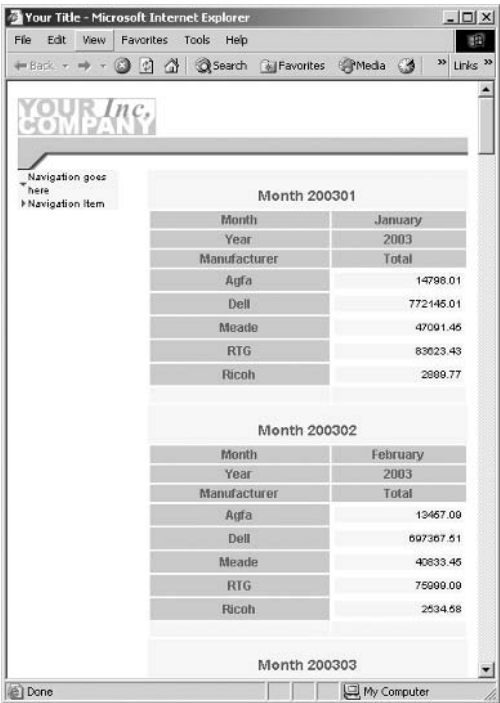 Your Title - Microsoft Internet Explorer
File Edit View Favorites Tools Help
Back Search Favorites Media » Links »
YOUR Inc,
COMPANY
Navigation goes
here
Navigation Item
Month 200301
Month January
Year 2003
Manufacturer Total
Agfa 14798.01
Dell 772145.01
Meade 47091.45
RTG 83623.43
Ricoh 2889.77
Month 200302
Month February
Year 2003
Manufacturer Total
Agfa 13457.09
Dell 697367.51
Meade 40833.45
RTG 75999.09
Ricoh 2534.58
Month 200303
Done My Computer